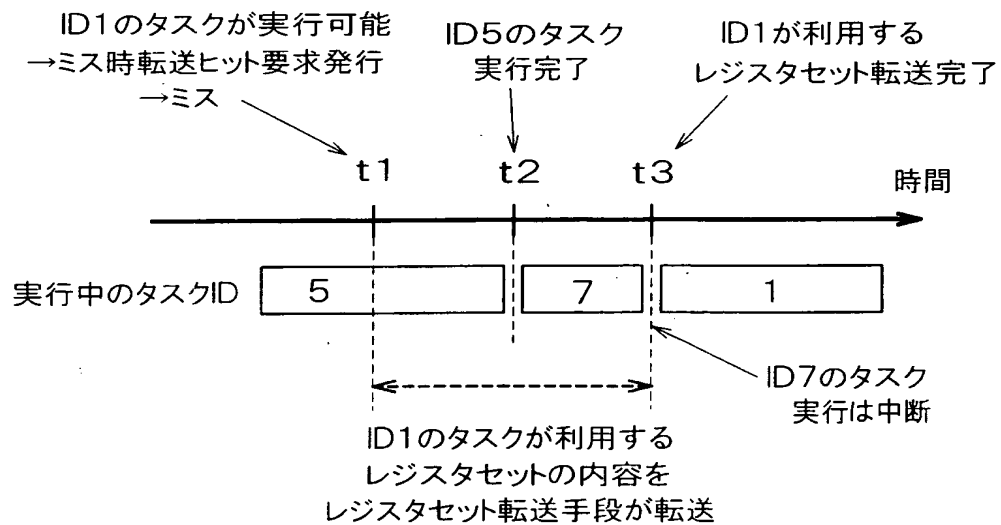 ID1のタスクが実行可能
→ミス時転送ヒット要求発行
→ミス
ID5のタスク
実行完了
ID1が利用する
レジスタセット転送完了
t1
t2
t3
時間
実行中のタスクID
5
7
1
ID7のタスク
実行は中断
ID1のタスクが利用する
レジスタセットの内容を
レジスタセット転送手段が転送